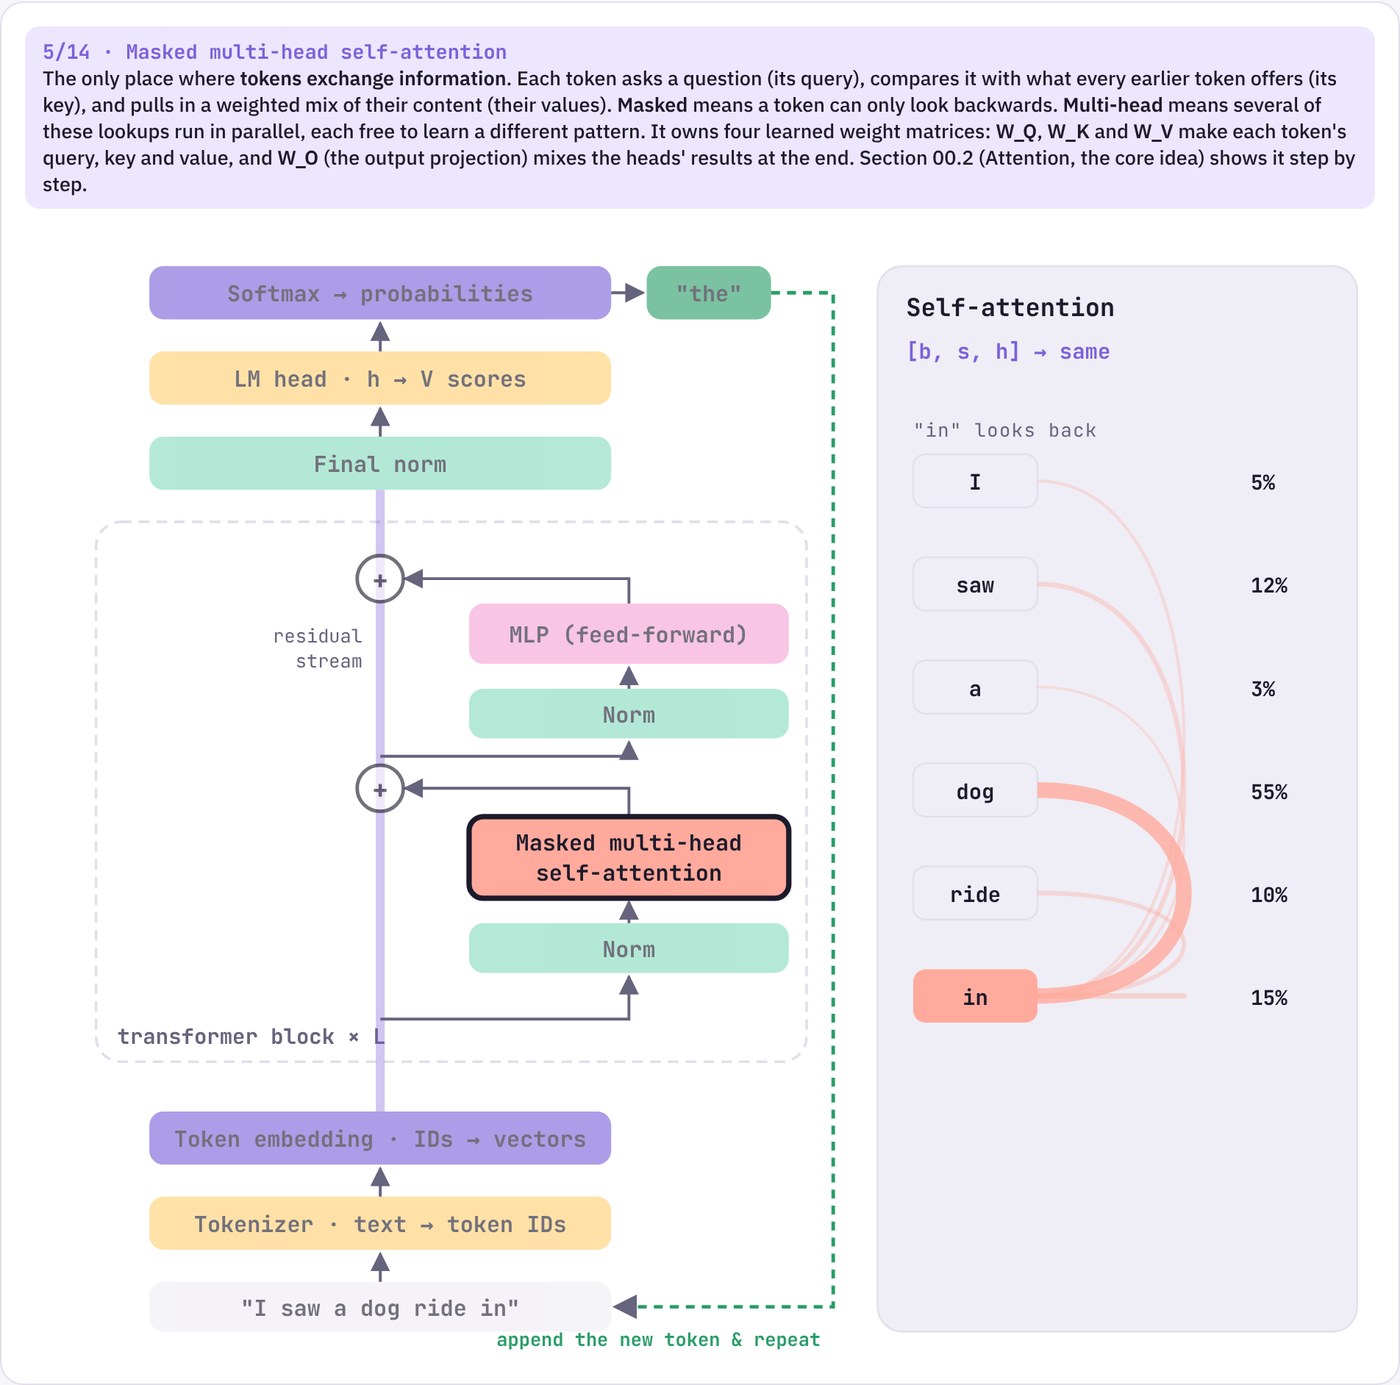 5/14 · Masked multi-head self-attention
The only place where tokens exchange information. Each token asks a question (its query), compares it with what every earlier token offers (its
key), and pulls in a weighted mix of their content (their values). Masked means a token can only look backwards. Multi-head means several of
these lookups run in parallel, each free to learn a different pattern. It owns four learned weight matrices: W_Q, W_K and W_V make each token's
query, key and value, and W_O (the output projection) mixes the heads' results at the end. Section 00.2 (Attention, the core idea) shows it step by
step.
Softmax → probabilities
"the"
LM head · h → V scores
Final norm
+
residual
stream
MLP (feed-forward)
Norm
+
Masked multi-head
self-attention
Norm
transformer block × L
Token embedding · IDs → vectors
Tokenizer · text → token IDs
"I saw a dog ride in"
append the new token & repeat
Self-attention
[b, s, h] → same
"in" looks back
I 5%
saw 12%
a 3%
dog 55%
ride 10%
in 15%